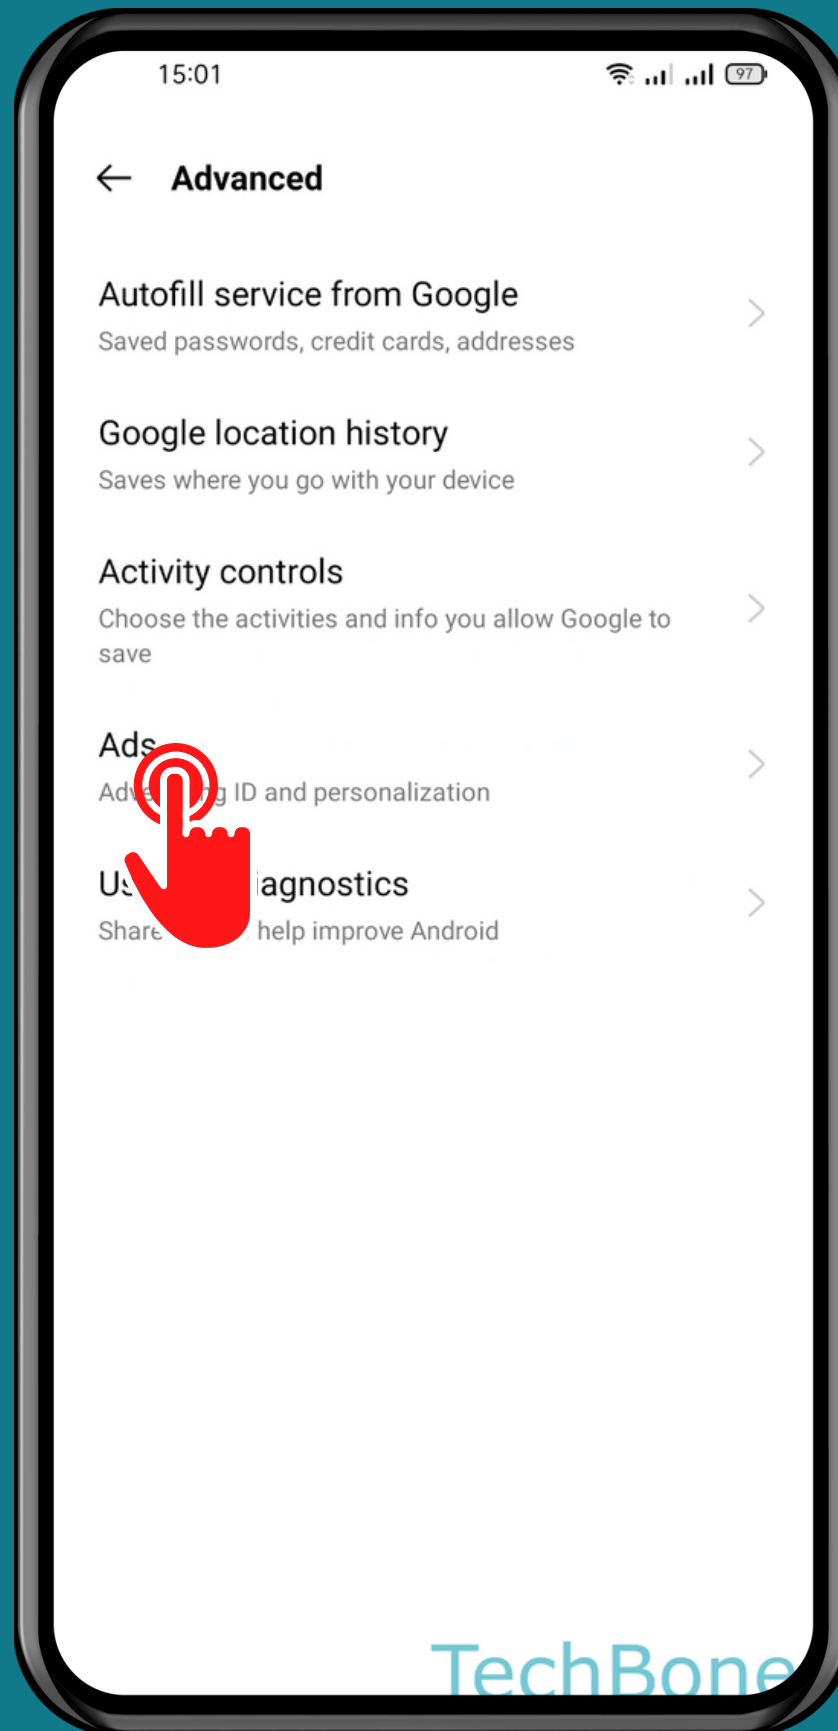 15:01
97
Advanced
Autofill service from Google
Saved passwords, credit cards, addresses
Google location history
Saves where you go with your device
Activity controls
Choose the activities and info you allow Google to
save
Ads
ID and personalization
agnostics
Share help improve Android
TechBone